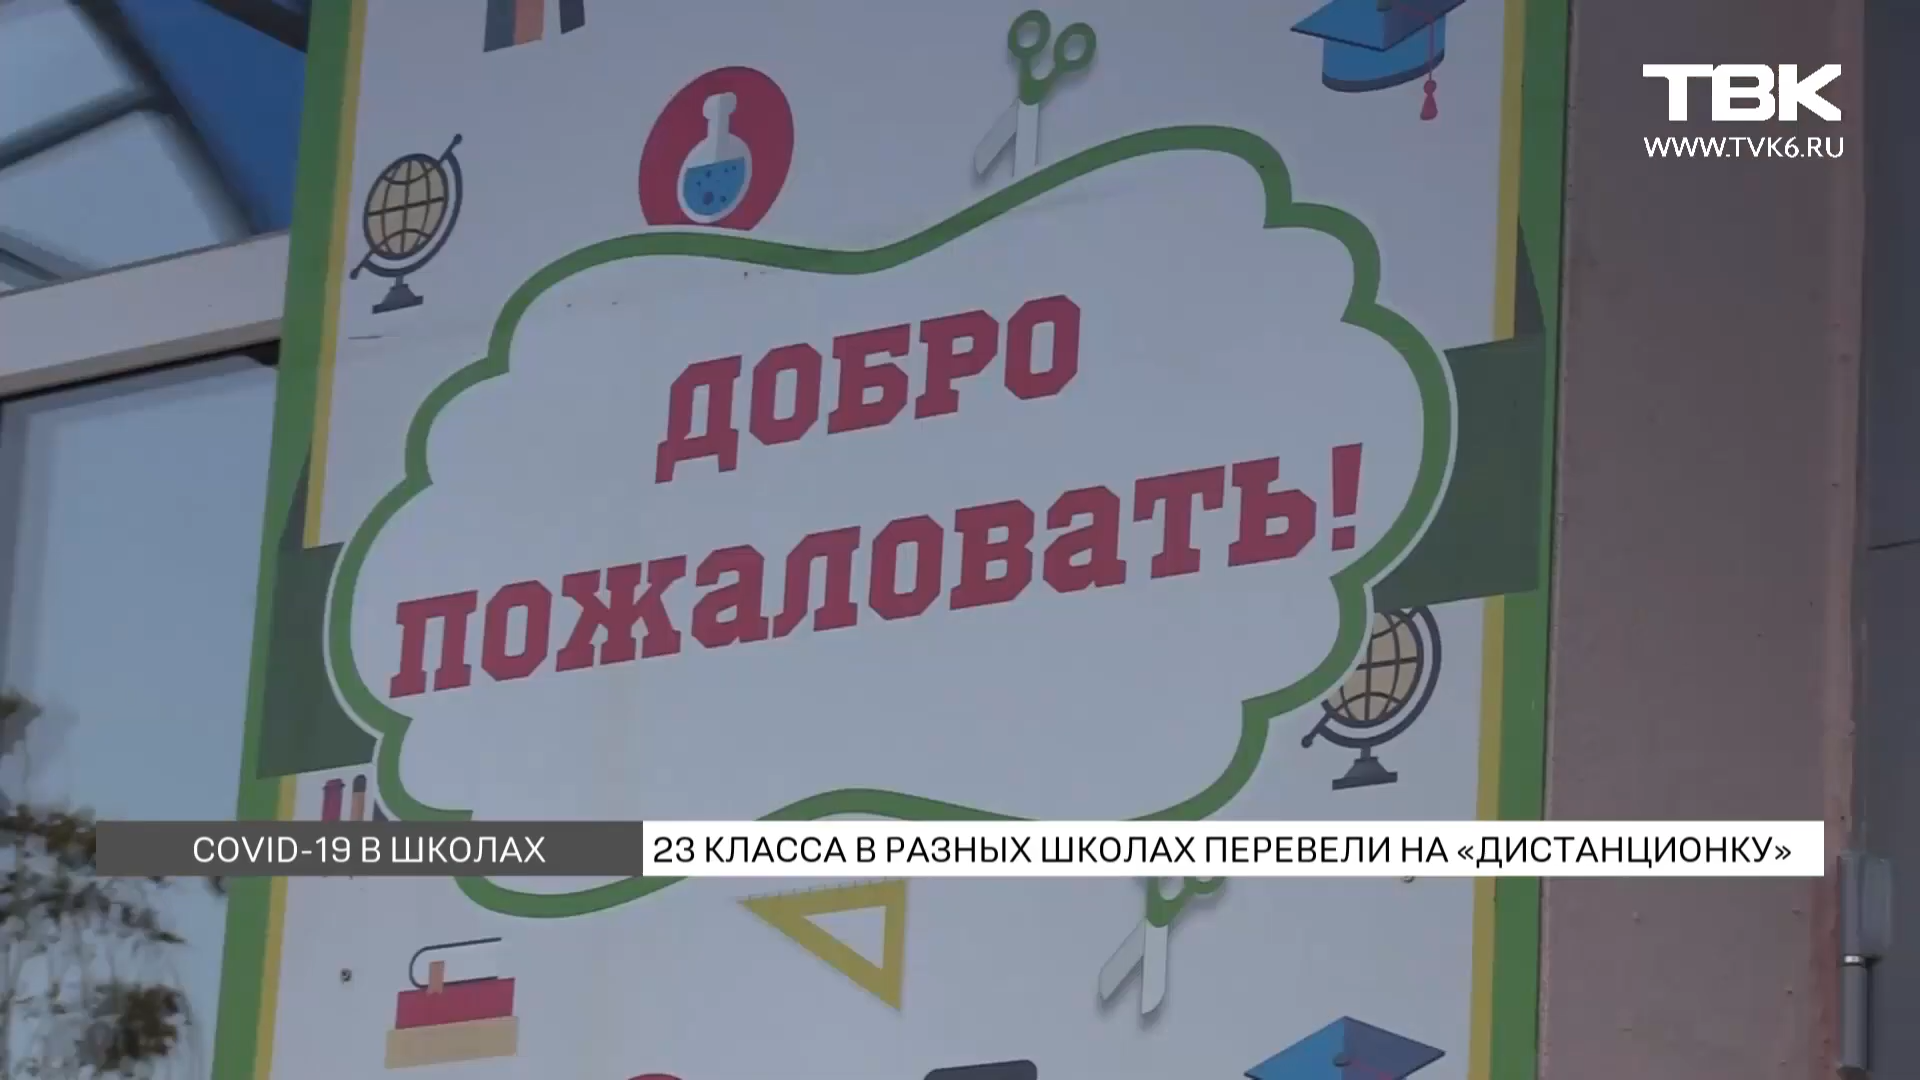 ТВК
WWW.TVK6.RU
ДОБРО
ПОЖАЛОВАТЬ!
COVID-19 В ШКОЛАХ
23 КЛАССА В РАЗНЫХ ШКОЛАХ ПЕРЕВЕЛИ НА «ДИСТАНЦИОНКУ»